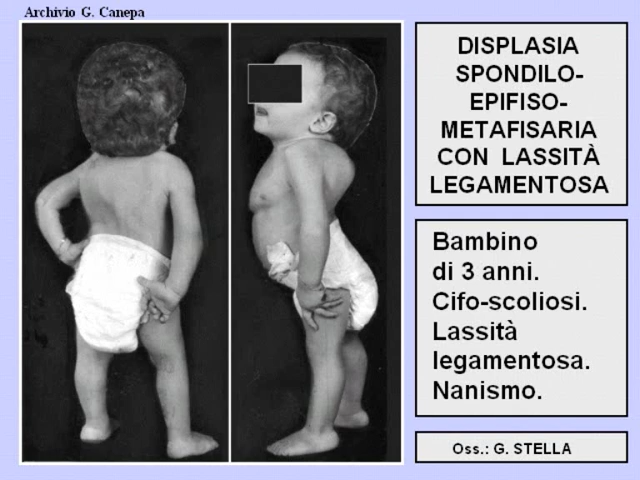 Archivio G. Canepa
DISPLASIA
SPONDILO-
EPIFISO-
METAFISARIA
CON LASSITÀ
LEGAMENTOSA
Bambino
di 3 anni.
Cifo-scoliosi.
Lassità
legamentosa.
Nanismo.
Oss.: G. STELLA